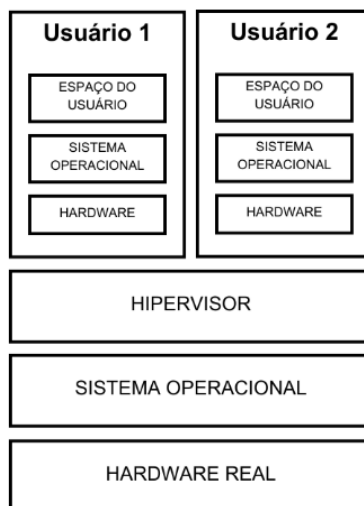 Usuário 1
ESPAÇO DO
USUÁRIO
SISTEMA
OPERACIONAL
HARDWARE
Usuário 2
ESPAÇO DO
USUÁRIO
SISTEMA
OPERACIONAL
HARDWARE
HIPERVISOR
SISTEMA OPERACIONAL
HARDWARE REAL